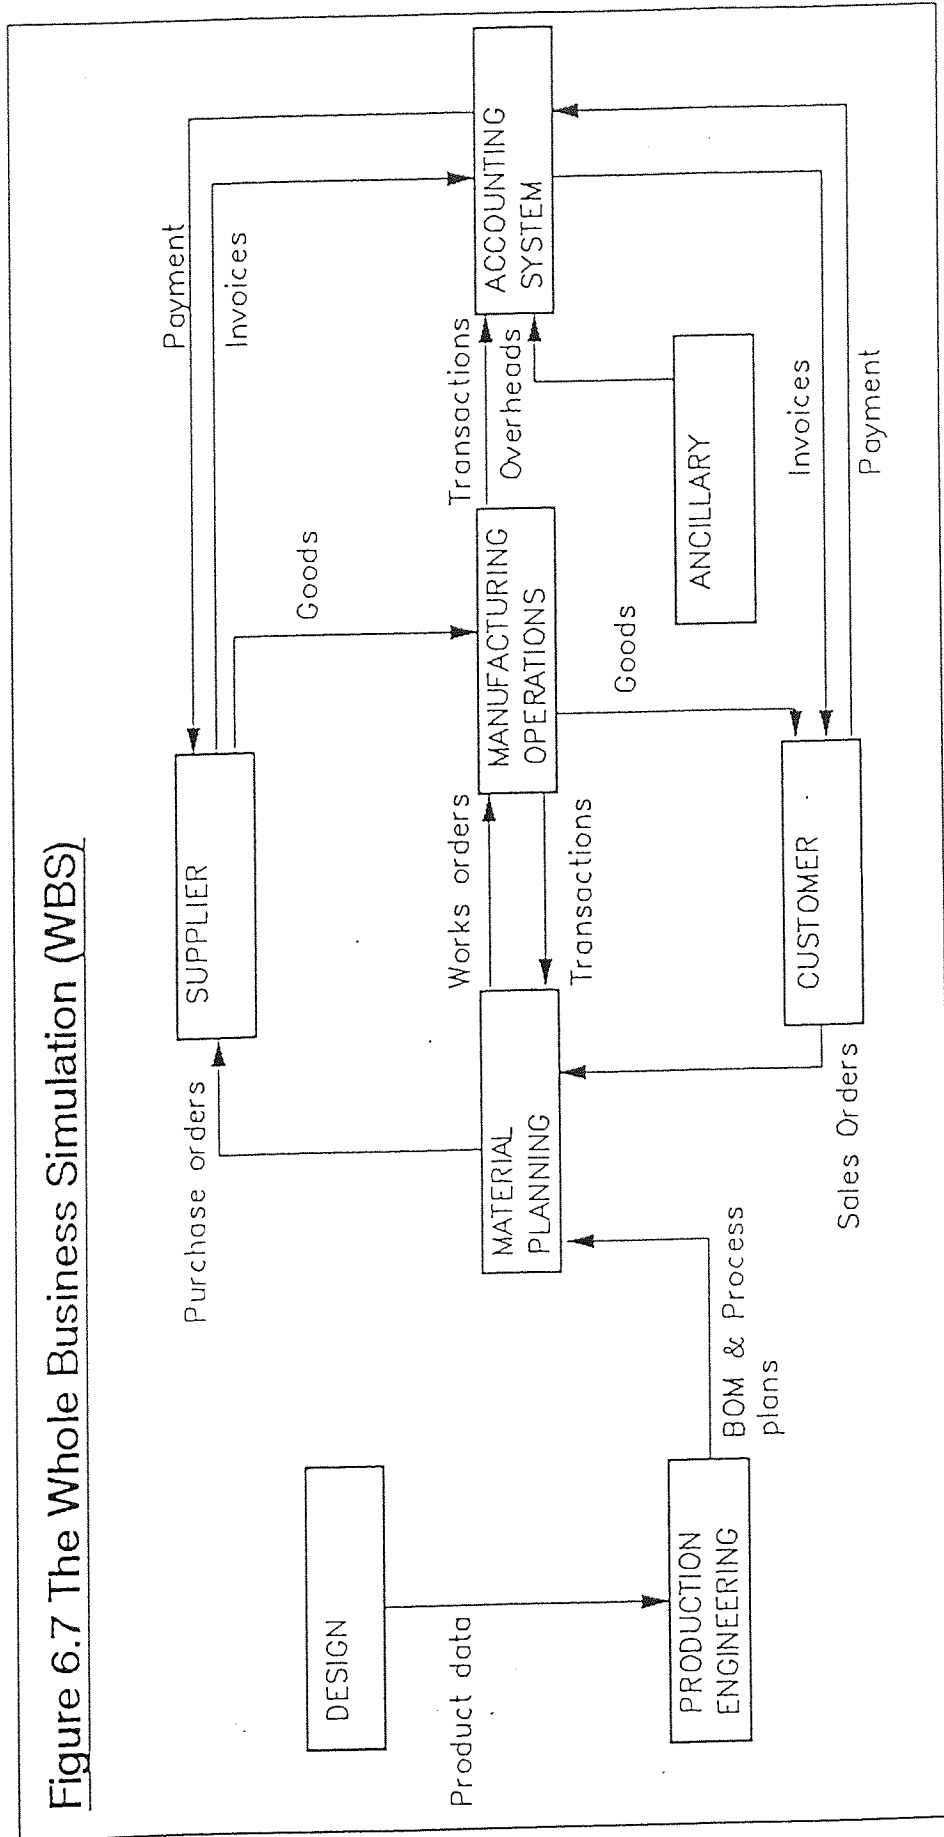 Figure 6.7 The Whole Business Simulation (WBS)
Purchase orders
SUPPLIER
Payment
Invoices
Goods
DESIGN
Product data
MATERIAL
PLANNING
Works orders
Transactions
MANUFACTURING
OPERATIONS
Transactions
Overheads
ACCOUNTING
SYSTEM
Goods
PRODUCTION
ENGINEERING
BOM & Process
plans
Sales Orders
CUSTOMER
ANCILLARY
Invoices
Payment